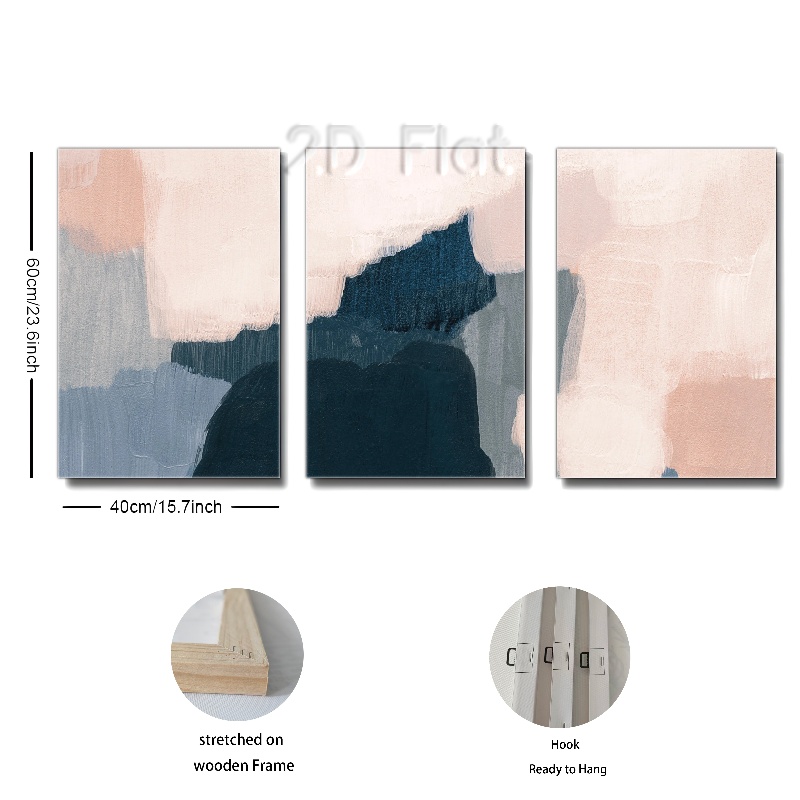 2D Flat
60cm/23.6inch
40cm/15.7inch
stretched on
wooden Frame
Hook
Ready to Hang